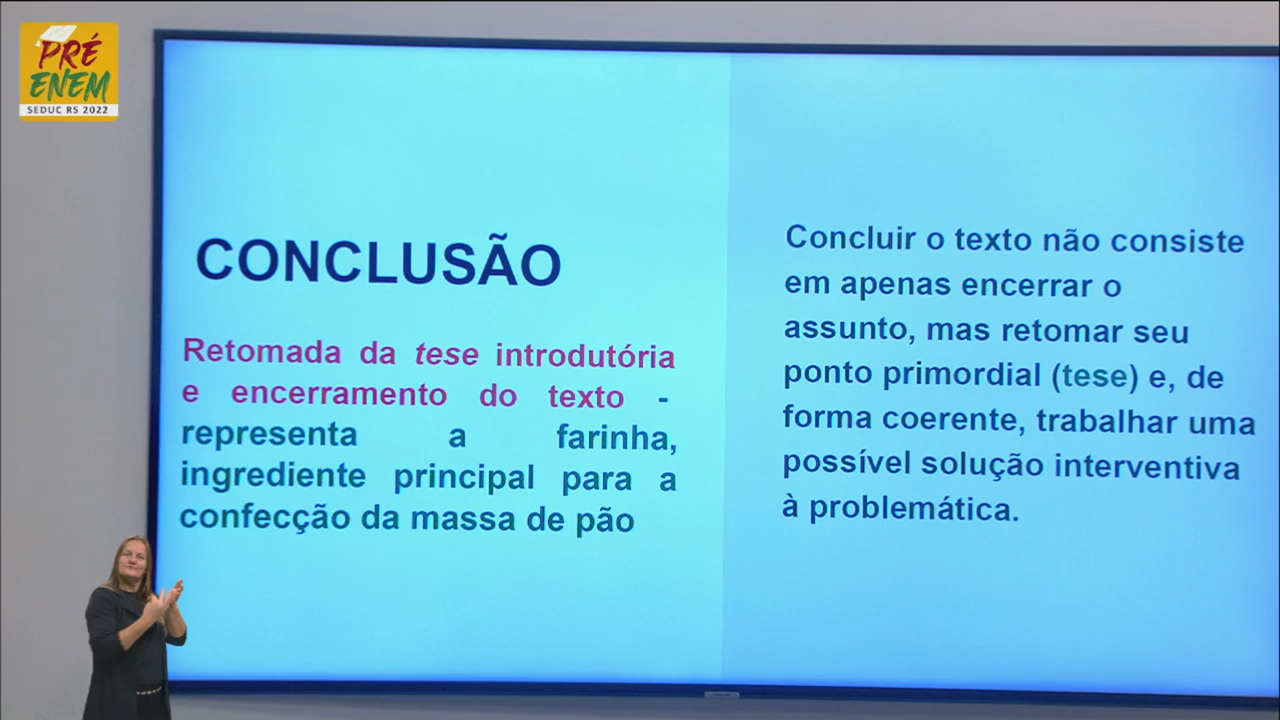 PRÉ
ENEM
SEDUC RS 2022
CONCLUSÃO
Retomada da tese introdutória
e encerramento do texto -
representa a farinha,
ingrediente principal para a
confecção da massa de pão
Concluir o texto não consiste
em apenas encerrar o
assunto, mas retomar seu
ponto primordial (tese) e, de
forma coerente, trabalhar uma
possível solução interventiva
à problemática.